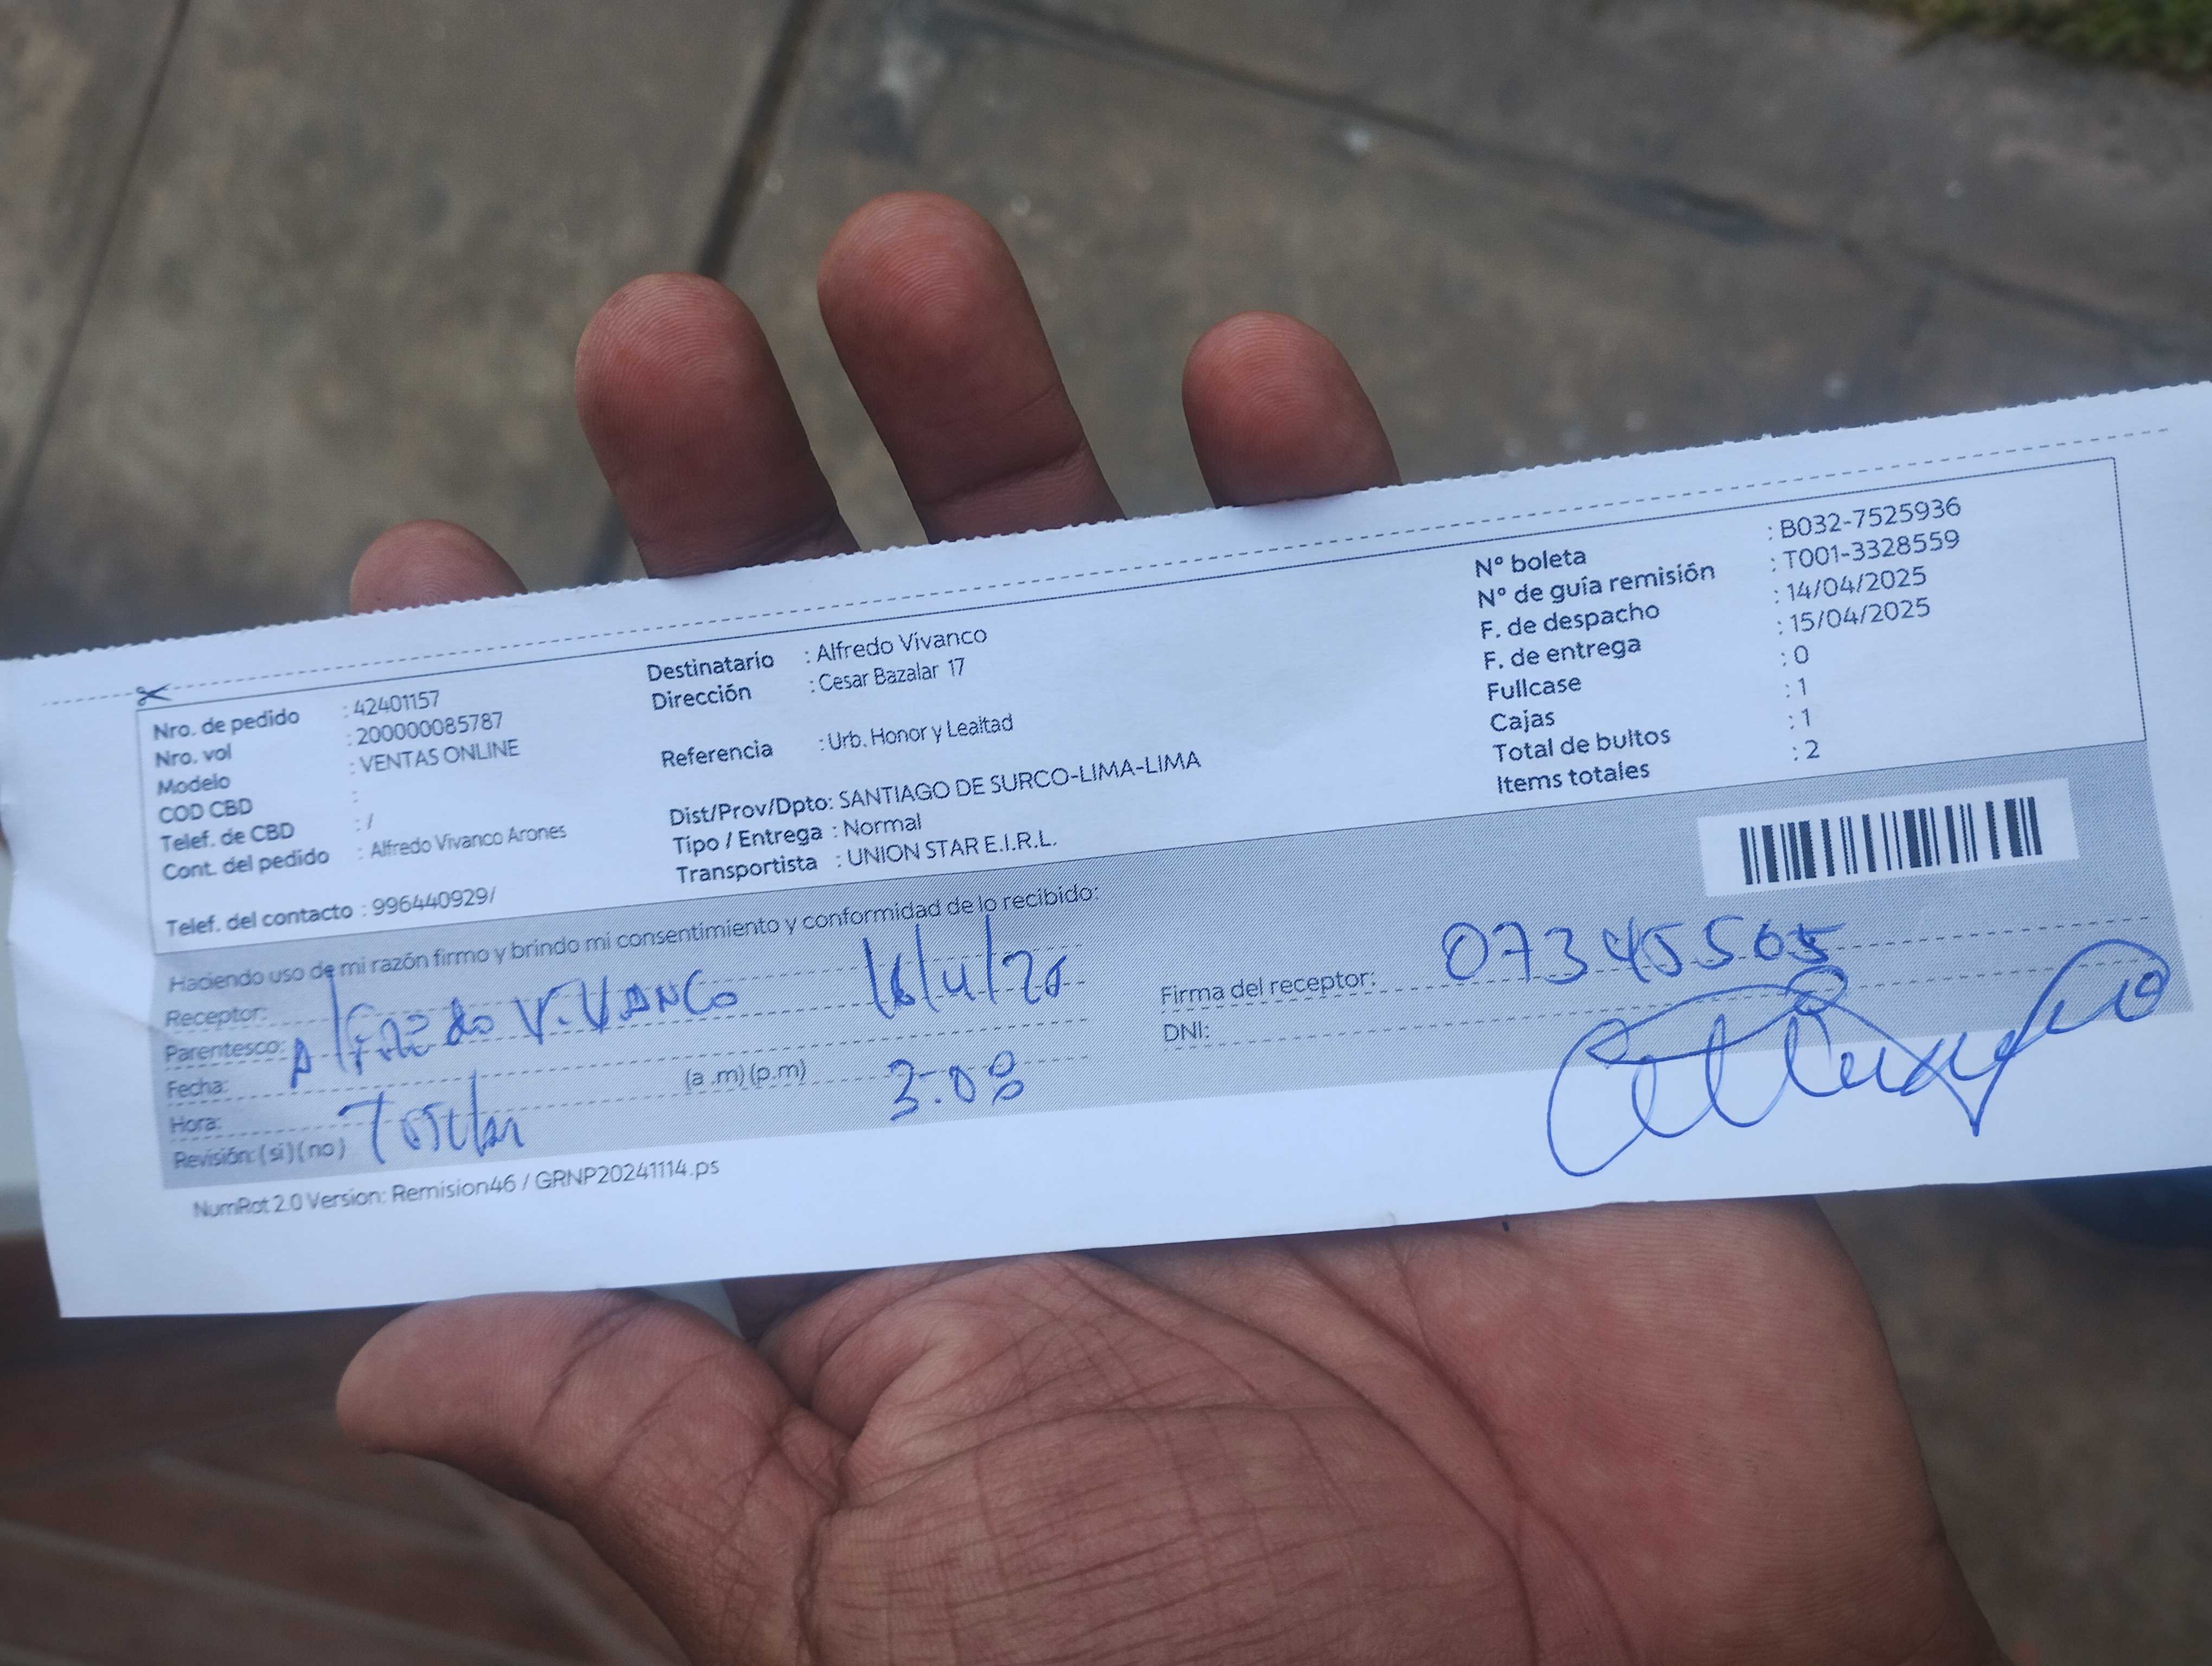 Nro. de pedido : 42401157
Nro. vol : 200000085787
Modelo : VENTAS ONLINE
COD CBD :
Telef. de CBD : /
Cont. del pedido : Alfredo Vivanco Arones
Telef. del contacto : 996440929/
Destinatario : Alfredo Vivanco
Dirección : Cesar Bazalar 17
Referencia : Urb. Honor y Lealtad
Dist/Prov/Dpto: SANTIAGO DE SURCO-LIMA-LIMA
Tipo / Entrega : Normal
Transportista : UNION STAR E.I.R.L.
N° boleta : B032-7525936
N° de guía remisión : T001-3328559
F. de despacho : 14/04/2025
F. de entrega : 15/04/2025
Fullcase : 0
Cajas : 1
Total de bultos : 1
Items totales : 2
Haciendo uso de mi razón firmo y brindo mi consentimiento y conformidad de lo recibido:
Receptor:
Parentesco: Alfredo V. VANCO
Fecha:
Hora: (a .m) (p.m) 3:08
Revisión: (si) (no)
Firma del receptor: 07345505
DNI:
NumRot 2.0 Version: Remision46 / GRNP20241114.ps